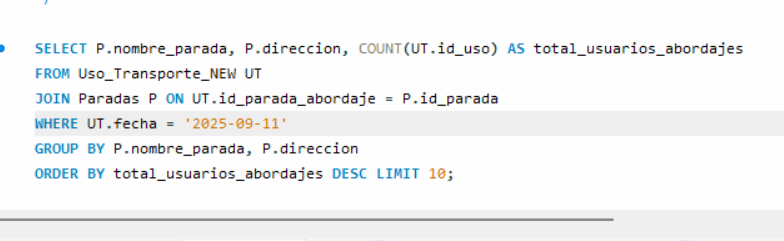 SELECT P.nombre_parada, P.direccion, COUNT(UT.id_uso) AS total_usuarios_abordajes
FROM Uso_Transporte_NEW UT
JOIN Paradas P ON UT.id_parada_abordaje = P.id_parada
WHERE UT.fecha = '2025-09-11'
GROUP BY P.nombre_parada, P.direccion
ORDER BY total_usuarios_abordajes DESC LIMIT 10;